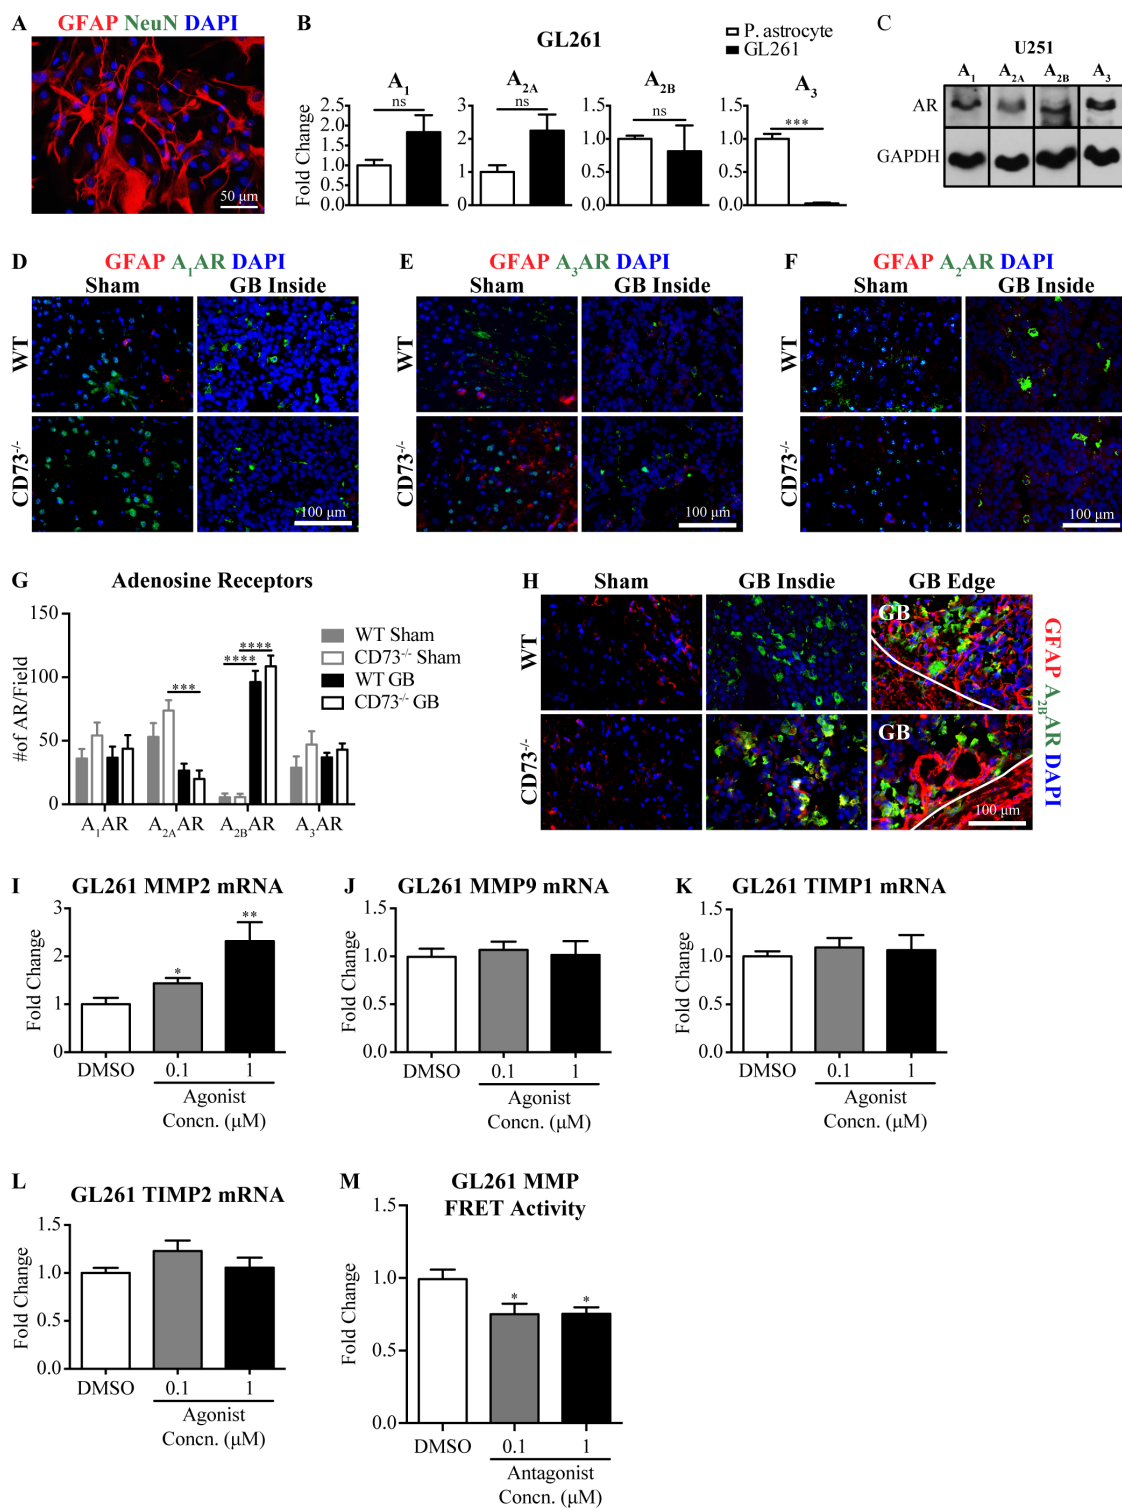 A GFAP NeuN DAPI
50 μm
B
GL261
P. astrocyte
GL261
Fold Change
A1
ns
2.5
2.0
1.5
1.0
0.5
0.0
A2A
ns
3
2
1
0
A2B
ns
1.5
1.0
0.5
0.0
A3
***
1.5
1.0
0.5
0.0
C
U251
A1 A2A A2B A3
AR
GAPDH
D GFAP A1AR DAPI
Sham GB Inside
WT
CD73-/-
100 μm
E GFAP A3AR DAPI
Sham GB Inside
WT
CD73-/-
100 μm
F GFAP A2AR DAPI
Sham GB Inside
WT
CD73-/-
100 μm
G Adenosine Receptors
#of AR/Field
150
100
50
0
***
**** ****
WT Sham
CD73-/- Sham
WT GB
CD73-/- GB
A1AR A2AAR A2BAR A3AR
H
Sham GB Insdie GB Edge
WT
CD73-/-
GB
GB
100 μm
GFAP A2BAR DAPI
I GL261 MMP2 mRNA
Fold Change
3
2
1
0
* **
DMSO 0.1 1
Agonist
Concn. (μM)
J GL261 MMP9 mRNA
Fold Change
1.5
1.0
0.5
0.0
DMSO 0.1 1
Agonist
Concn. (μM)
K GL261 TIMP1 mRNA
Fold Change
1.5
1.0
0.5
0.0
DMSO 0.1 1
Agonist
Concn. (μM)
L GL261 TIMP2 mRNA
Fold Change
1.5
1.0
0.5
0.0
DMSO 0.1 1
Agonist
Concn. (μM)
M GL261 MMP
FRET Activity
Fold Change
1.5
1.0
0.5
0.0
* *
DMSO 0.1 1
Antagonist
Concn. (μM)